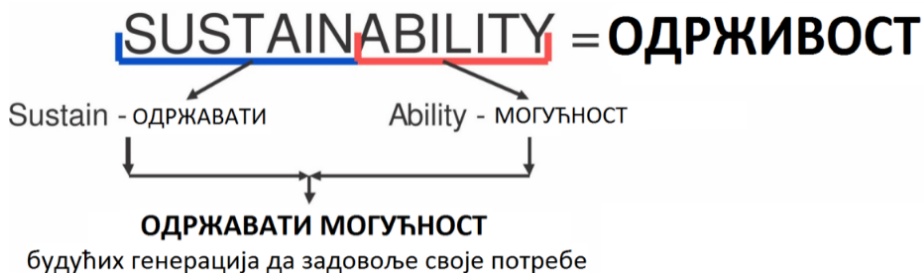 SUSTAINABILITY = ОДРЖИВОСТ
Sustain - ОДРЖАВАТИ Ability - МОГУЋНОСТ
ОДРЖАВАТИ МОГУЋНОСТ
будућих генерација да задовоље своје потребе